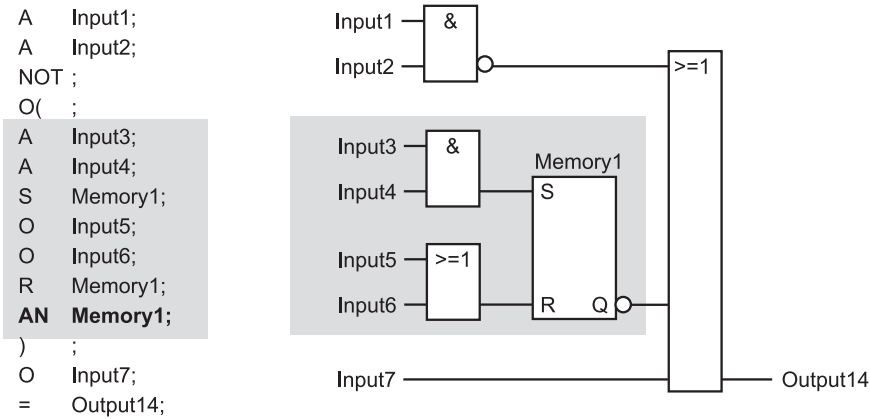 A Input1;
A Input2;
NOT ;
O( ;
A Input3;
A Input4;
S Memory1;
O Input5;
O Input6;
R Memory1;
AN Memory1;
) ;
O Input7;
= Output14;
Input1 &
Input2
>=1
Input3 &
Memory1
Input4 S
Input5 >=1
Input6 R Q
Input7 Output14